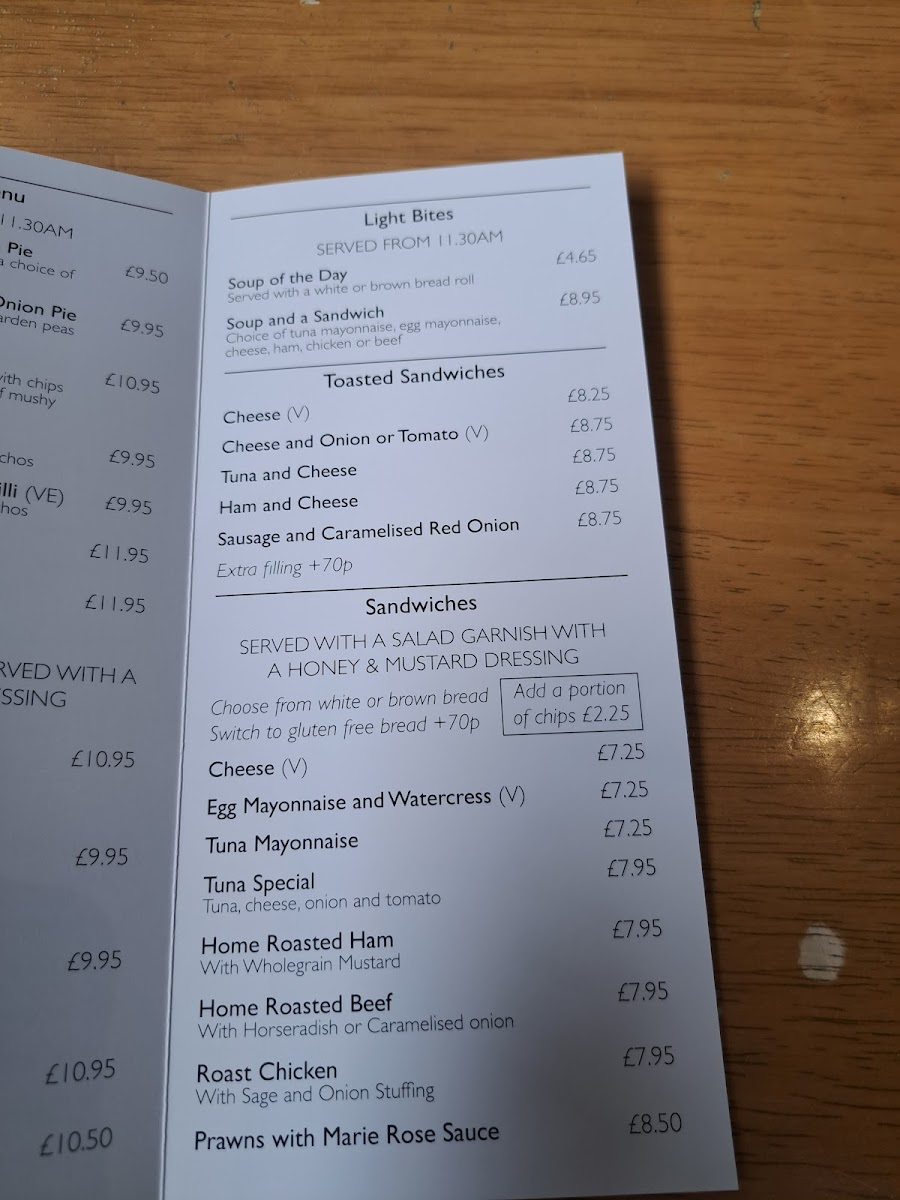 nu
11.30AM
Pie
a choice of
£9.50
Onion Pie
arden peas
£9.95
with chips
f mushy
£10.95
chos
£9.95
illi (VE)
hos
£9.95
£11.95
£11.95
RVED WITH A
SSING
£10.95
£9.95
£9.95
£10.95
£10.50
Light Bites
SERVED FROM 11.30AM
Soup of the Day £4.65
Served with a white or brown bread roll
Soup and a Sandwich £8.95
Choice of tuna mayonnaise, egg mayonnaise,
cheese, ham, chicken or beef
Toasted Sandwiches
Cheese (V) £8.25
Cheese and Onion or Tomato (V) £8.75
Tuna and Cheese £8.75
Ham and Cheese £8.75
Sausage and Caramelised Red Onion £8.75
Extra filling +70p
Sandwiches
SERVED WITH A SALAD GARNISH WITH
A HONEY & MUSTARD DRESSING
Choose from white or brown bread
Switch to gluten free bread +70p
Add a portion
of chips £2.25
Cheese (V) £7.25
Egg Mayonnaise and Watercress (V) £7.25
Tuna Mayonnaise £7.25
Tuna Special £7.95
Tuna, cheese, onion and tomato
Home Roasted Ham £7.95
With Wholegrain Mustard
Home Roasted Beef £7.95
With Horseradish or Caramelised onion
Roast Chicken £7.95
With Sage and Onion Stuffing
Prawns with Marie Rose Sauce £8.50